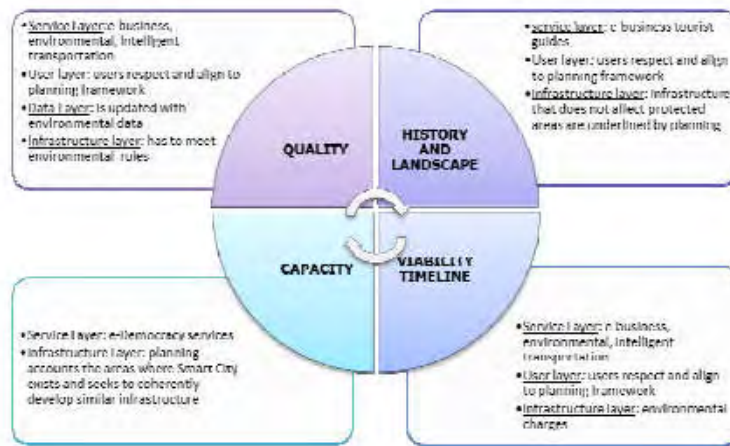 •Service Layer: e-business,
environmental, intelligent
transportation
•User layer: users respect and align to
planning framework
•Data Layer: is updated with
environmental data
•Infrastructure layer: has to meet
environmental rules
•service layer: e-business tourist
guides
•User layer: users respect and align
to planning framework
•Infrastructure layer: infrastructure
that does not affect protected
areas are underlined by planning
QUALITY
HISTORY
AND
LANDSCAPE
CAPACITY
VIABILITY
TIMELINE
•Service Layer: e-Democracy services
•Infrastructure Layer: planning
accounts the areas where Smart City
exists and seeks to coherently
develop similar infrastructure
•Service Layer: e business,
environmental, intelligent
transportation
•User layer: users respect and align
to planning framework
•Infrastructure layer: environmental
charges